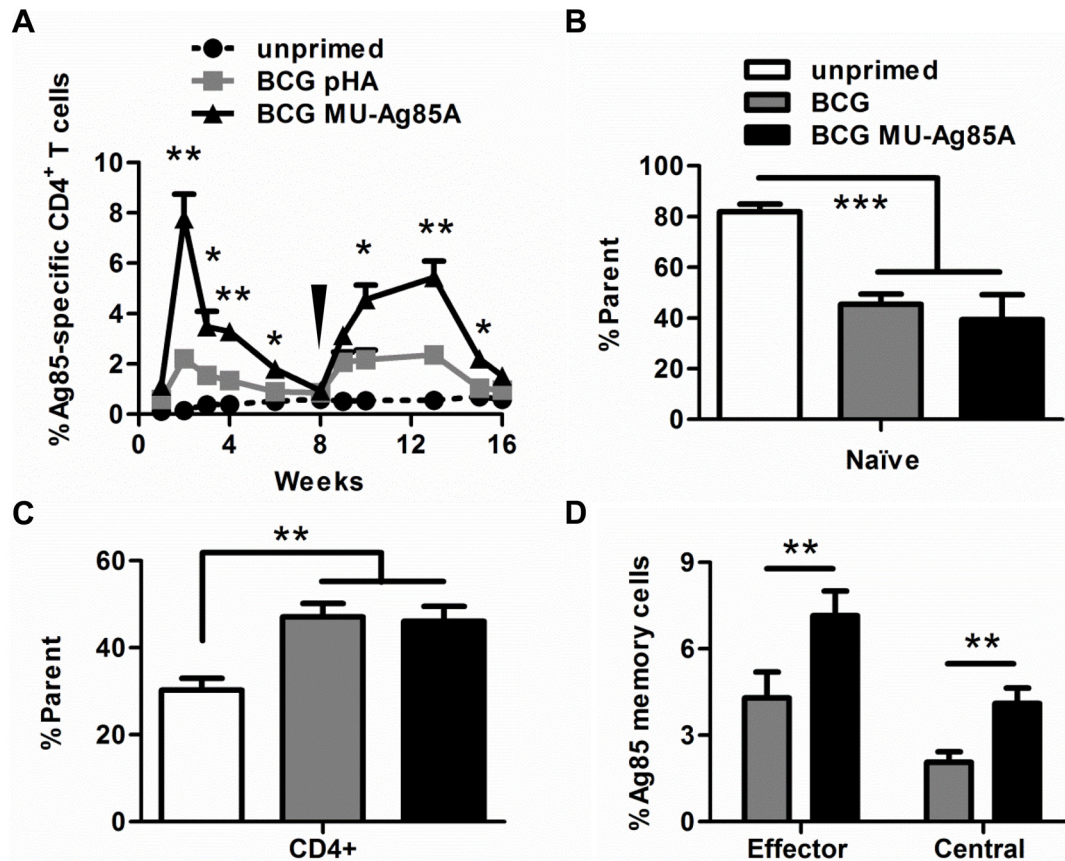 A
unprimed
BCG pHA
BCG MU-Ag85A
% Ag85-specific CD4+ T cells
10
8
6
4
2
0
** * ** * * ** *
0 4 8 12 16
Weeks
B
unprimed
BCG
BCG MU-Ag85A
% Parent
100
80
60
40
20
0
***
Naïve
C
% Parent
60
40
20
0
**
CD4+
D
% Ag85 memory cells
9
6
3
0
**
**
Effector Central